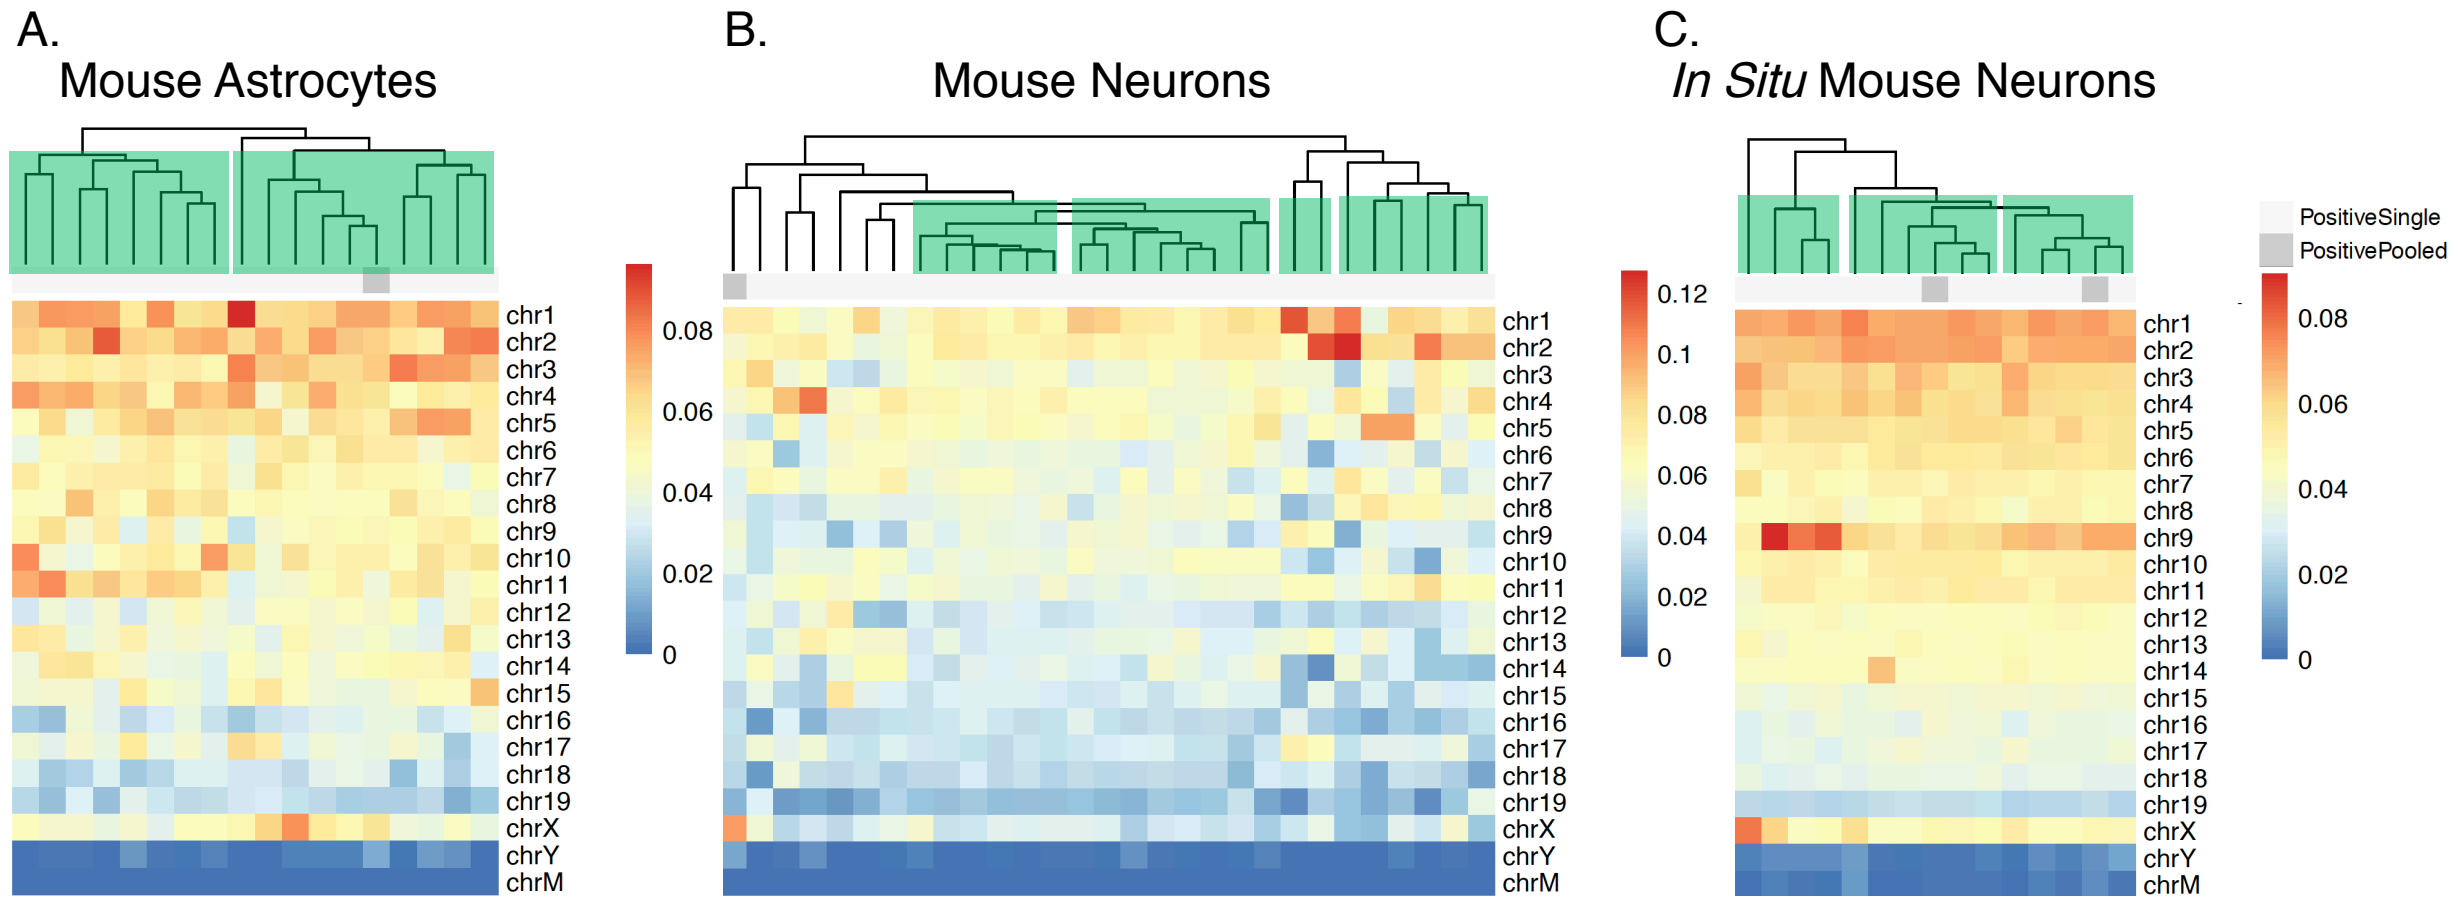 A.
Mouse Astrocytes
chr1
chr2
chr3
chr4
chr5
chr6
chr7
chr8
chr9
chr10
chr11
chr12
chr13
chr14
chr15
chr16
chr17
chr18
chr19
chrX
chrY
chrM
0.08
0.06
0.04
0.02
0
B.
Mouse Neurons
chr1
chr2
chr3
chr4
chr5
chr6
chr7
chr8
chr9
chr10
chr11
chr12
chr13
chr14
chr15
chr16
chr17
chr18
chr19
chrX
chrY
chrM
0.12
0.1
0.08
0.06
0.04
0.02
0
C.
In Situ Mouse Neurons
chr1
chr2
chr3
chr4
chr5
chr6
chr7
chr8
chr9
chr10
chr11
chr12
chr13
chr14
chr15
chr16
chr17
chr18
chr19
chrX
chrY
chrM
PositiveSingle
PositivePooled
0.08
0.06
0.04
0.02
0